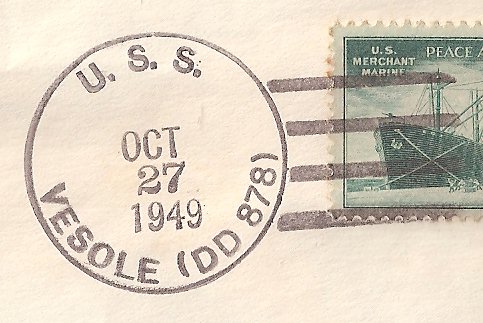 U. S. S.
OCT
27
1949
VESOLE (DD 878)
U.S.
MERCHANT
MARINE
PEACE A